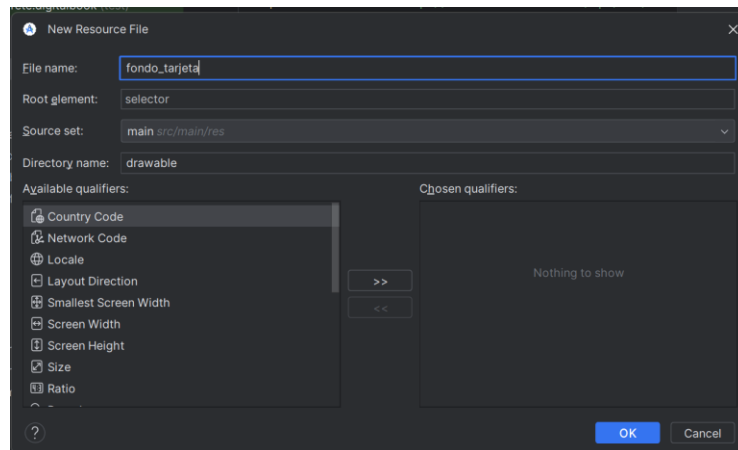 New Resource File
File name: fondo_tarjeta
Root element: selector
Source set: main src/main/res
Directory name: drawable
Available qualifiers: Chosen qualifiers:
Country Code
Network Code
Locale
Layout Direction
Smallest Screen Width
Screen Width
Screen Height
Size
Ratio
>>
<<
Nothing to show
? OK Cancel